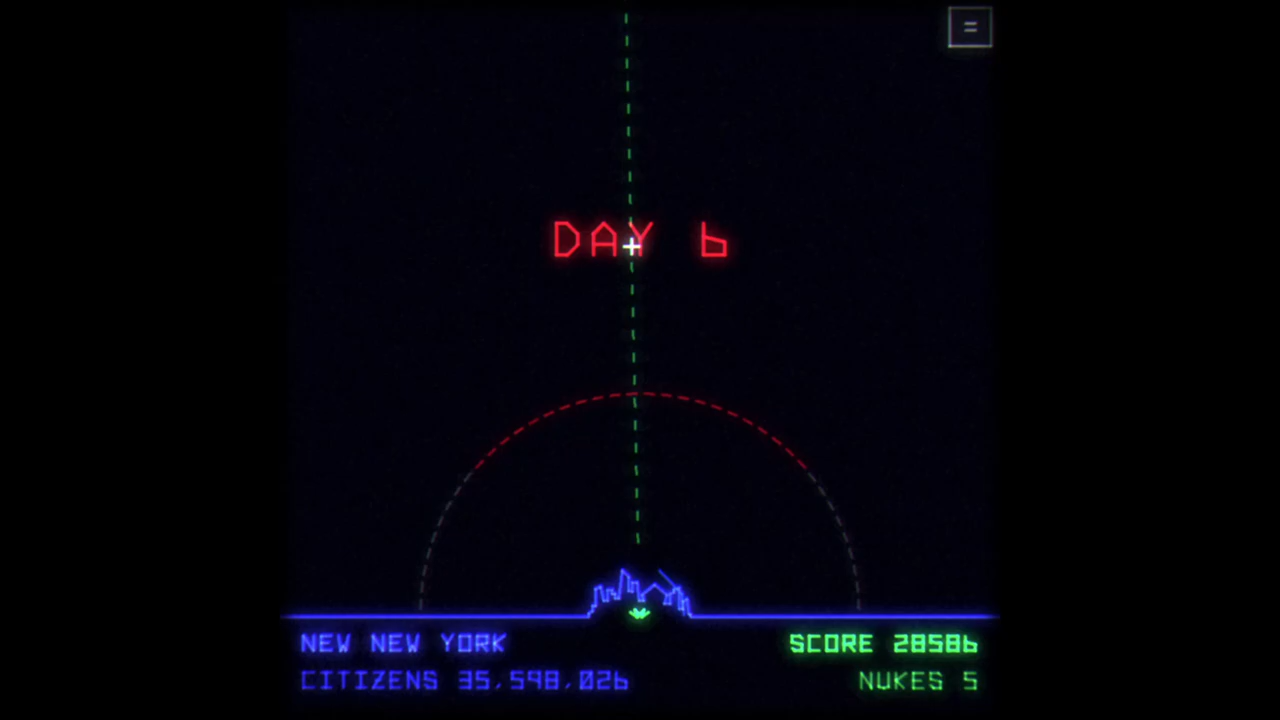 =
DAY 6
NEW NEW YORK
SCORE 28586
CITIZENS 35,598,026
NUKES 5